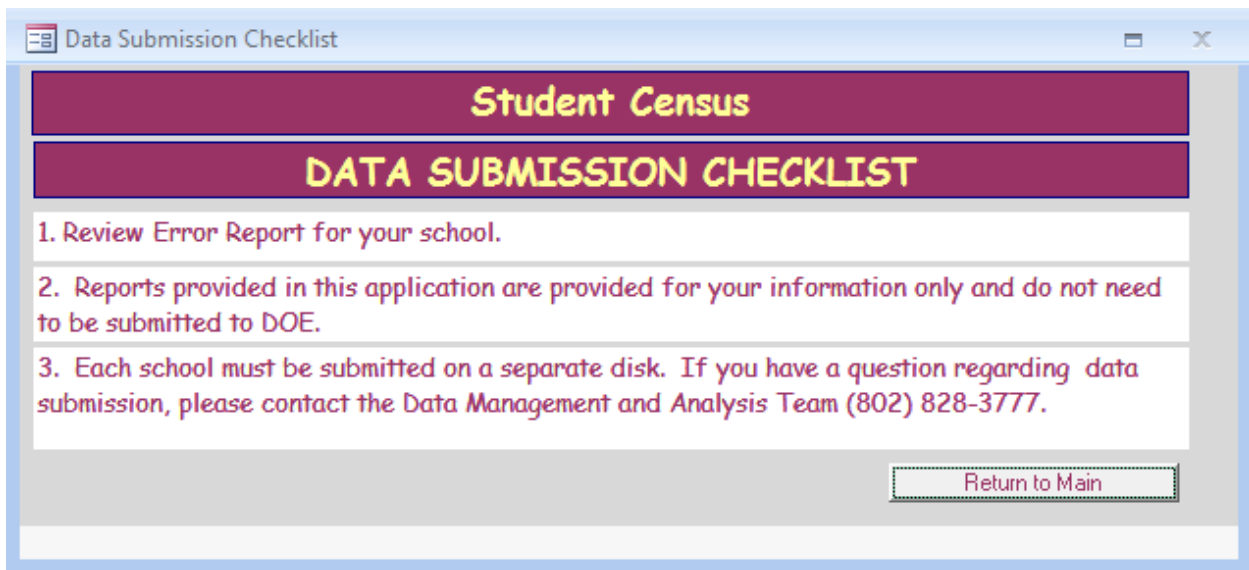 Data Submission Checklist
Student Census
DATA SUBMISSION CHECKLIST
1. Review Error Report for your school.
2.  Reports provided in this application are provided for your information only and do not need
to be submitted to DOE.
3.  Each school must be submitted on a separate disk.  If you have a question regarding  data
submission, please contact the Data Management and Analysis Team (802) 828-3777.
Return to Main